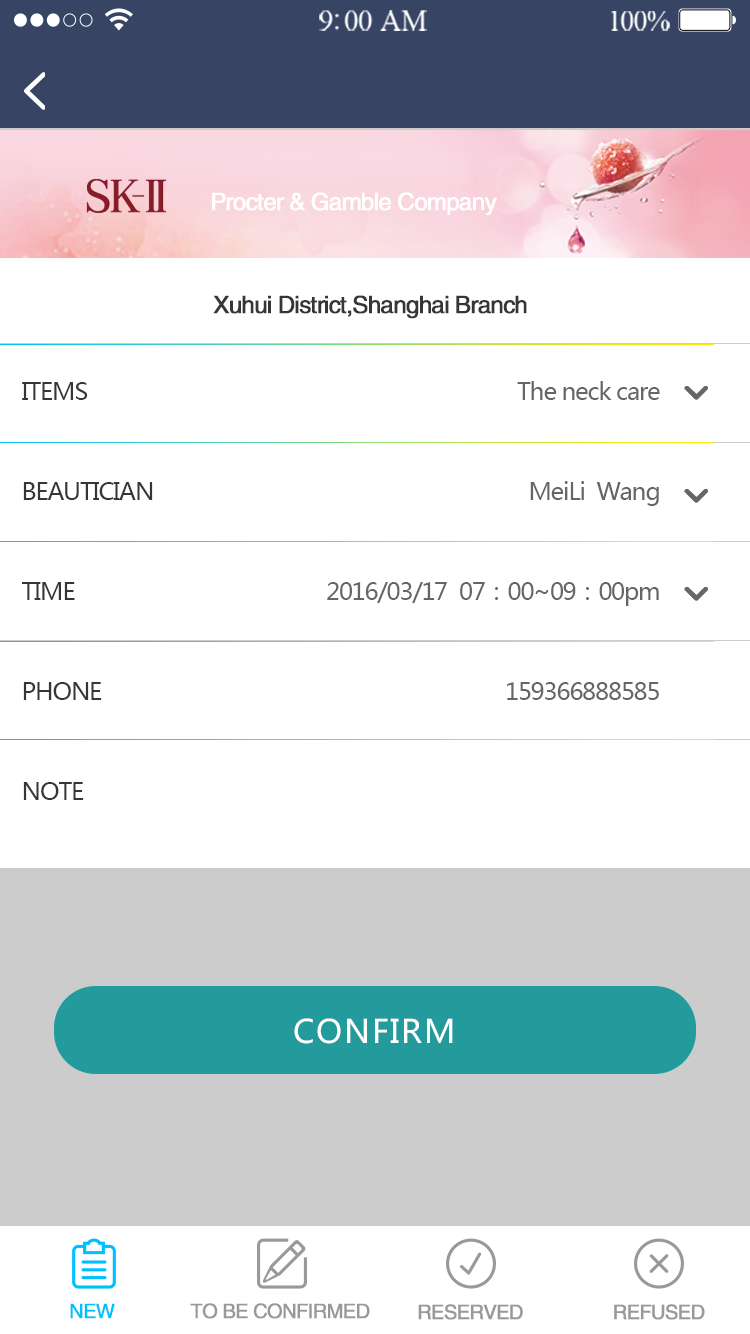 9:00 AM 100%
SK-II Procter & Gamble Company
Xuhui District,Shanghai Branch
ITEMS The neck care
BEAUTICIAN MeiLi Wang
TIME 2016/03/17 07 : 00~09 : 00pm
PHONE 159366888585
NOTE
CONFIRM
NEW TO BE CONFIRMED RESERVED REFUSED